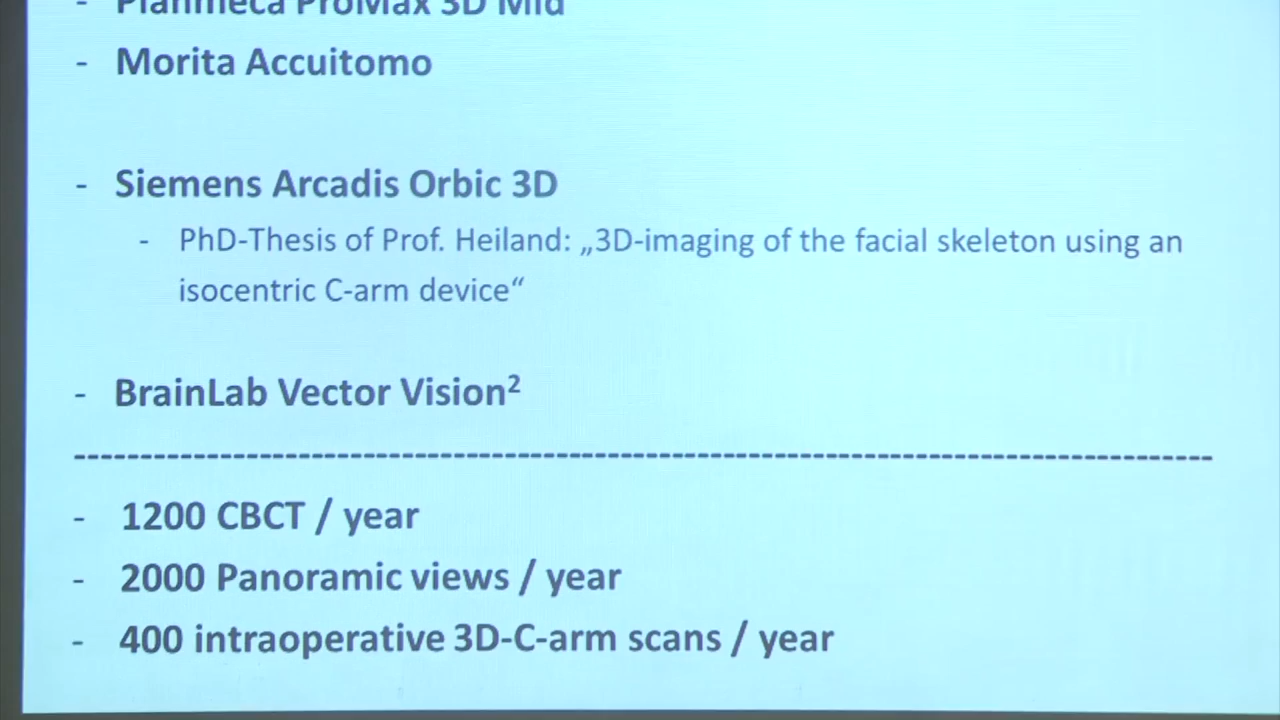 - Planmeca ProMax 3D Mid
- Morita Accuitomo
- Siemens Arcadis Orbic 3D
- PhD-Thesis of Prof. Heiland: „3D-imaging of the facial skeleton using an
isocentric C-arm device“
- BrainLab Vector Vision²
--------------------------------------------------------------------------------
- 1200 CBCT / year
- 2000 Panoramic views / year
- 400 intraoperative 3D-C-arm scans / year